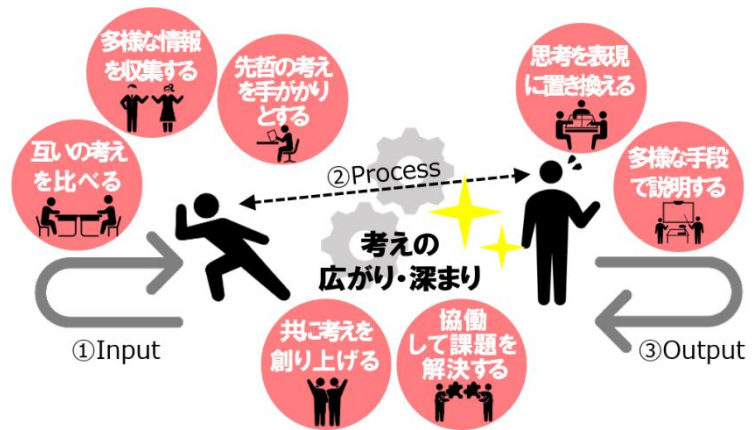 多様な情報
を収集する
先哲の考え
を手がかり
とする
互いの考え
を比べる
思考を表現
に置き換える
多様な手段
で説明する
②Process
考えの
広がり・深まり
①Input
共に考えを
創り上げる
協働
して課題を
解決する
③Output